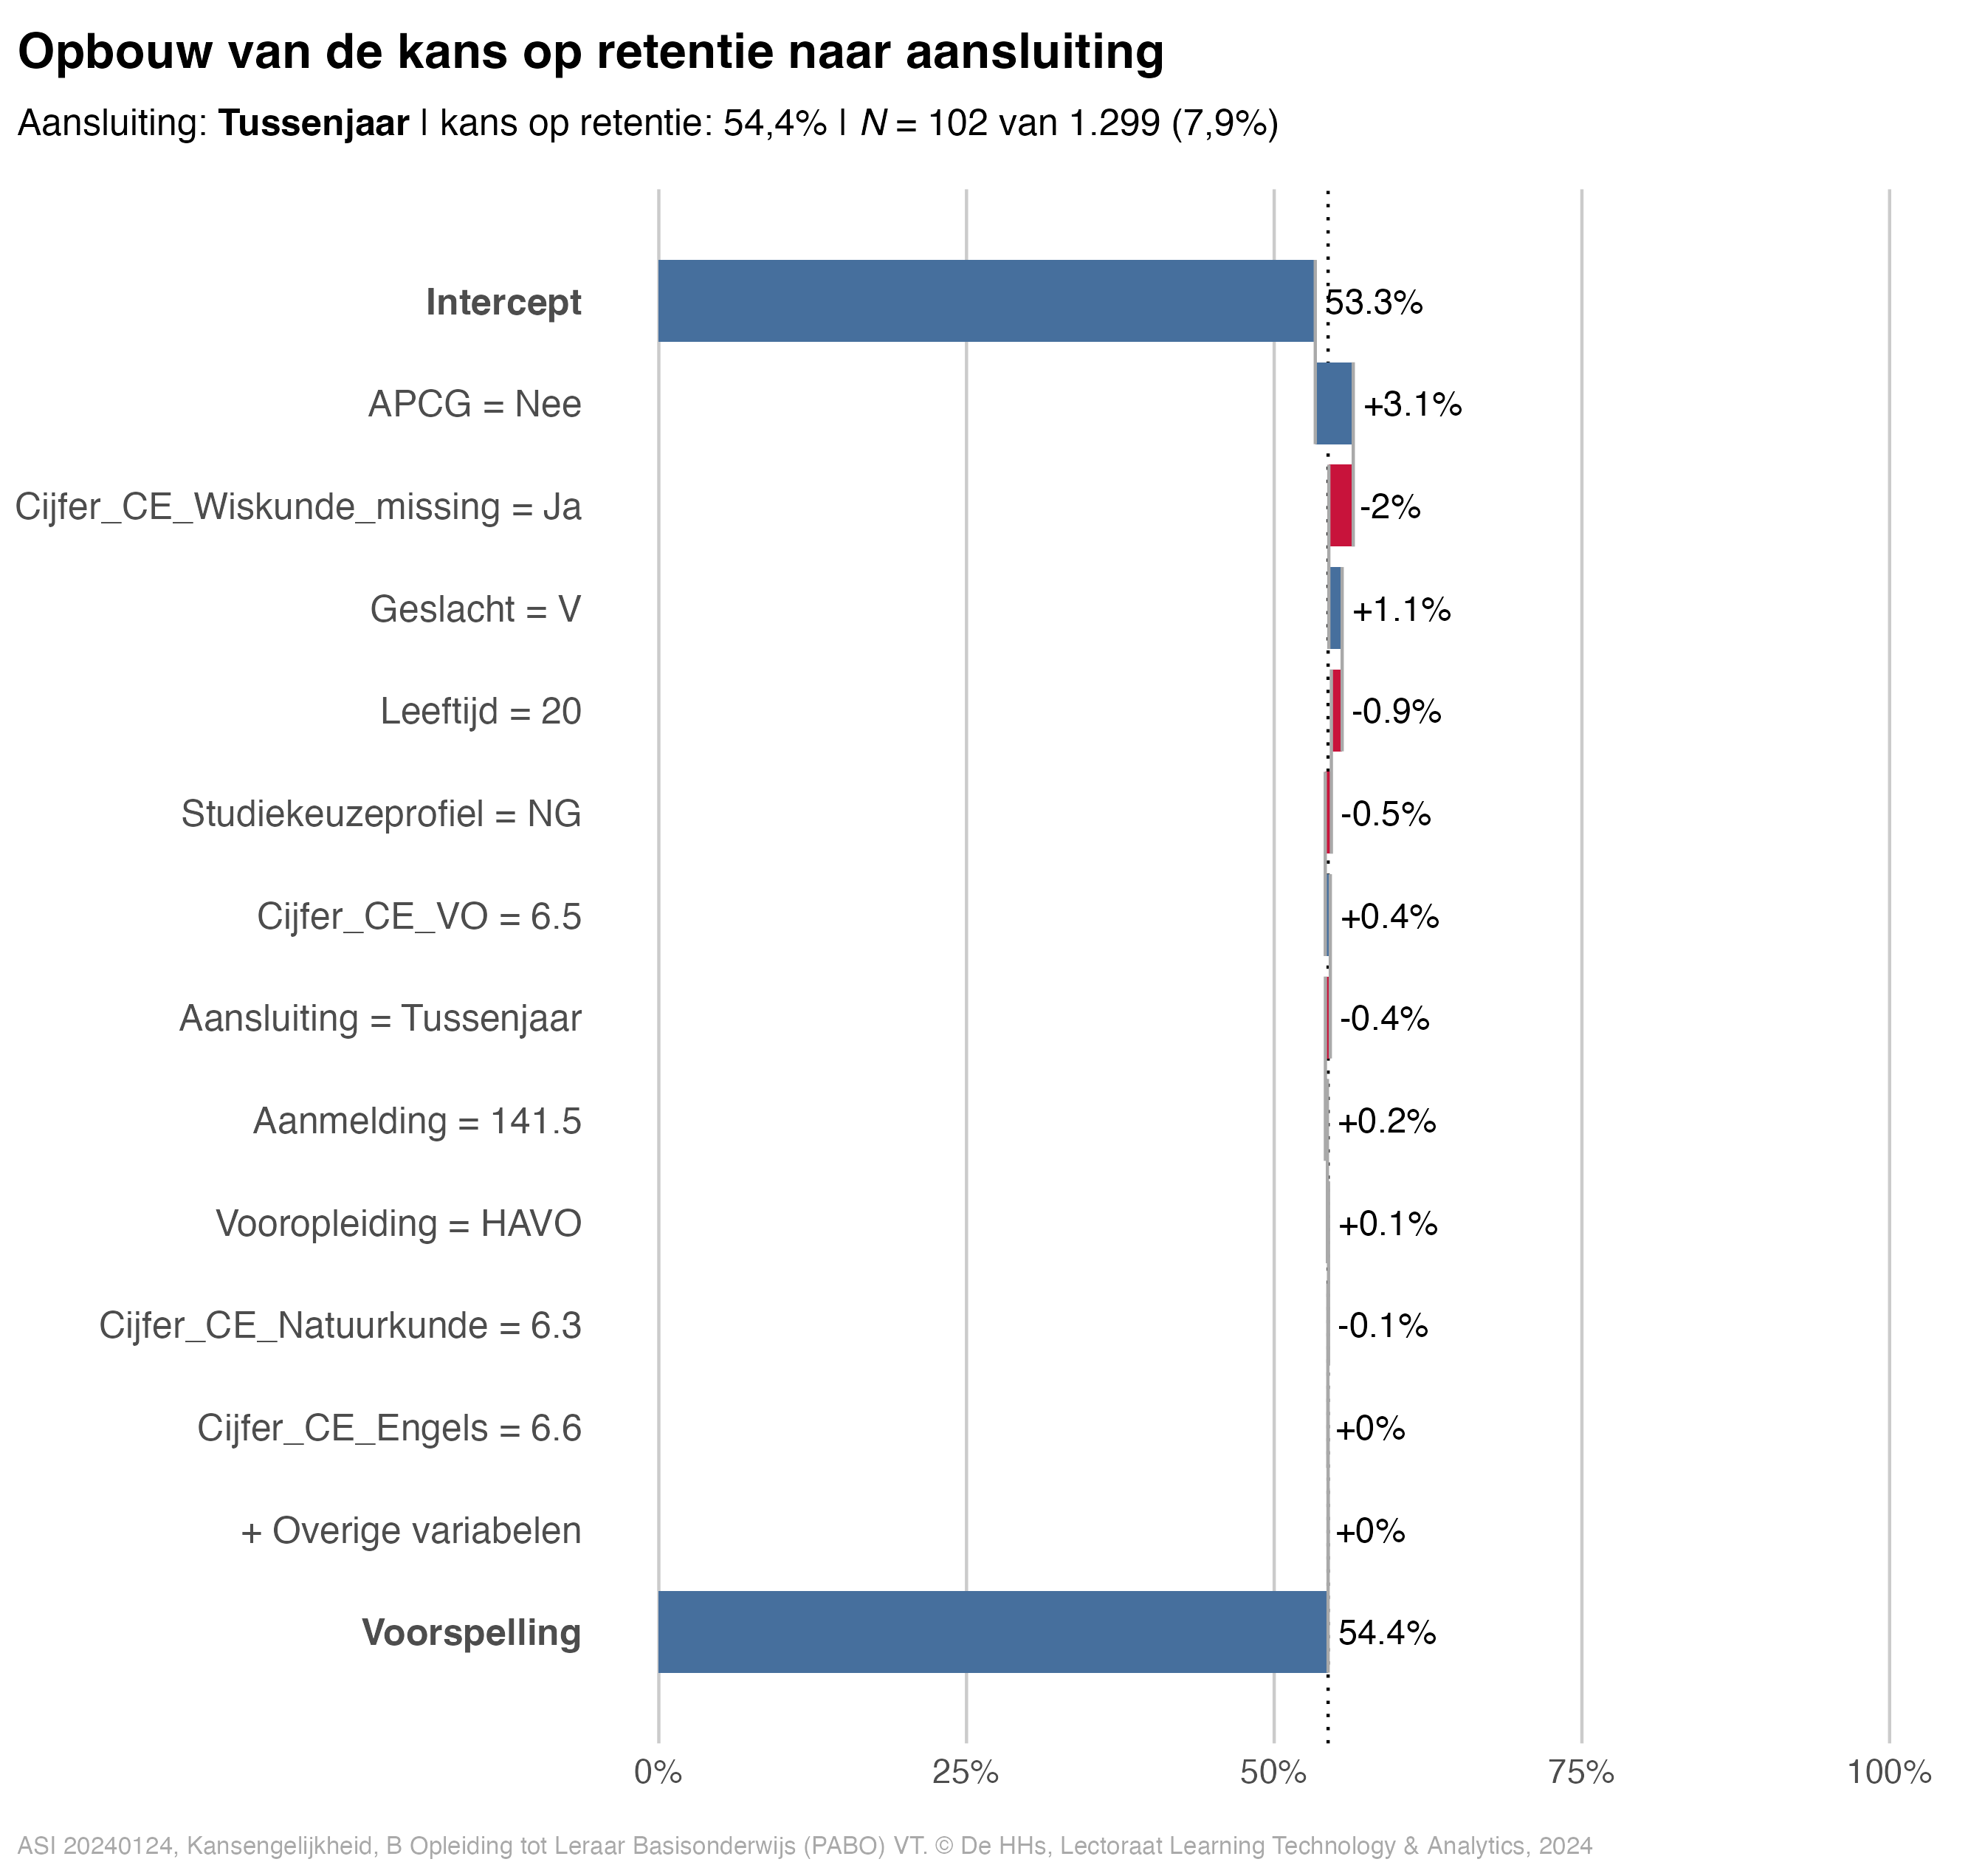 Opbouw van de kans op retentie naar aansluiting
Aansluiting: Tussenjaar | kans op retentie: 54,4% | N = 102 van 1.299 (7,9%)
Intercept 53.3%
APCG = Nee +3.1%
Cijfer_CE_Wiskunde_missing = Ja -2%
Geslacht = V +1.1%
Leeftijd = 20 -0.9%
Studiekeuzeprofiel = NG -0.5%
Cijfer_CE_VO = 6.5 +0.4%
Aansluiting = Tussenjaar -0.4%
Aanmelding = 141.5 +0.2%
Vooropleiding = HAVO +0.1%
Cijfer_CE_Natuurkunde = 6.3 -0.1%
Cijfer_CE_Engels = 6.6 +0%
+ Overige variabelen +0%
Voorspelling 54.4%
0% 25% 50% 75% 100%
ASI 20240124, Kansengelijkheid, B Opleiding tot Leraar Basisonderwijs (PABO) VT. © De HHs, Lectoraat Learning Technology & Analytics, 2024